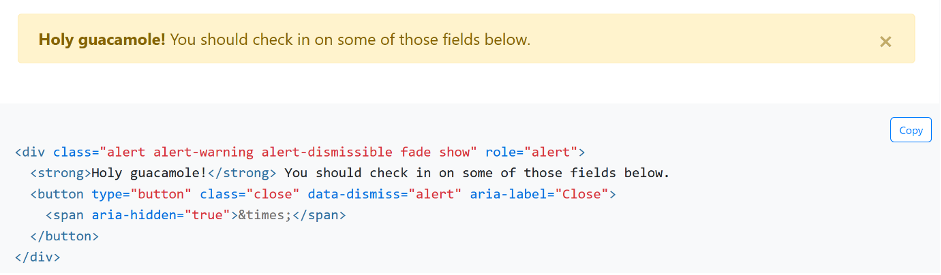 Holy guacamole! You should check in on some of those fields below. ×
Copy
<div class="alert alert-warning alert-dismissible fade show" role="alert">
  <strong>Holy guacamole!</strong> You should check in on some of those fields below.
  <button type="button" class="close" data-dismiss="alert" aria-label="Close">
    <span aria-hidden="true">&times;</span>
  </button>
</div>